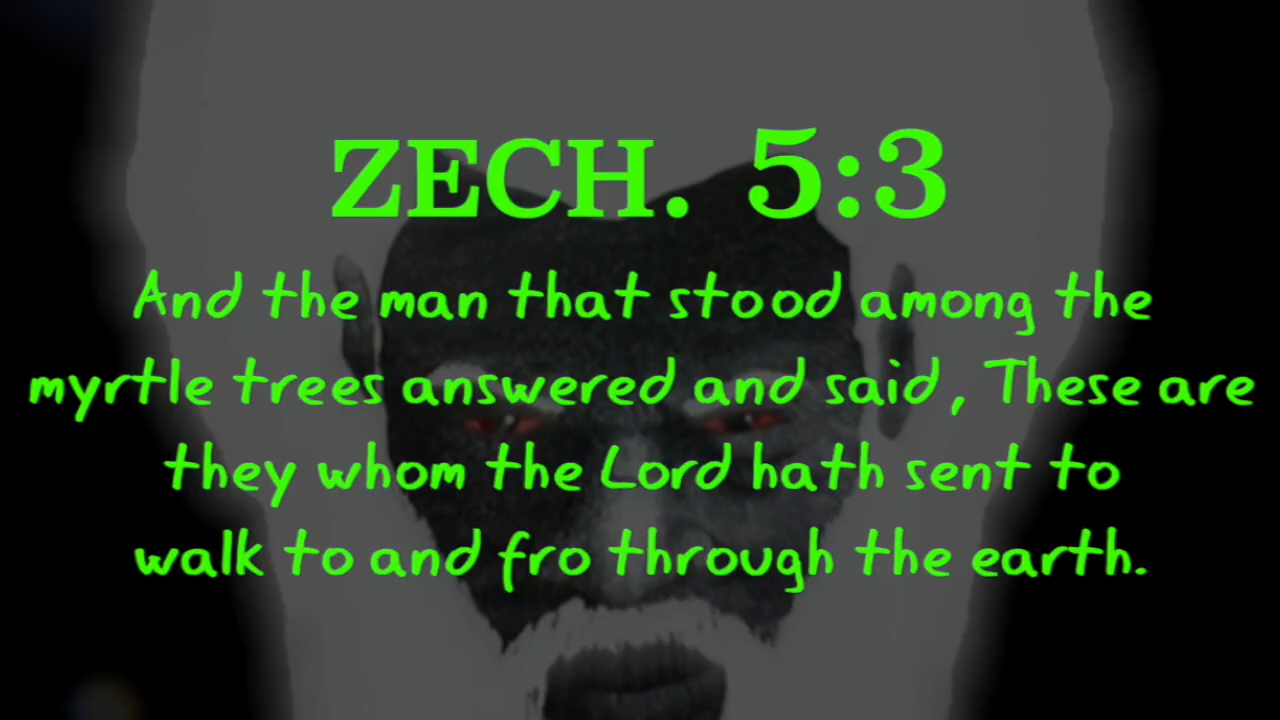 ZECH. 5:3
And the man that stood among the
myrtle trees answered and said, These are
they whom the Lord hath sent to
walk to and fro through the earth.